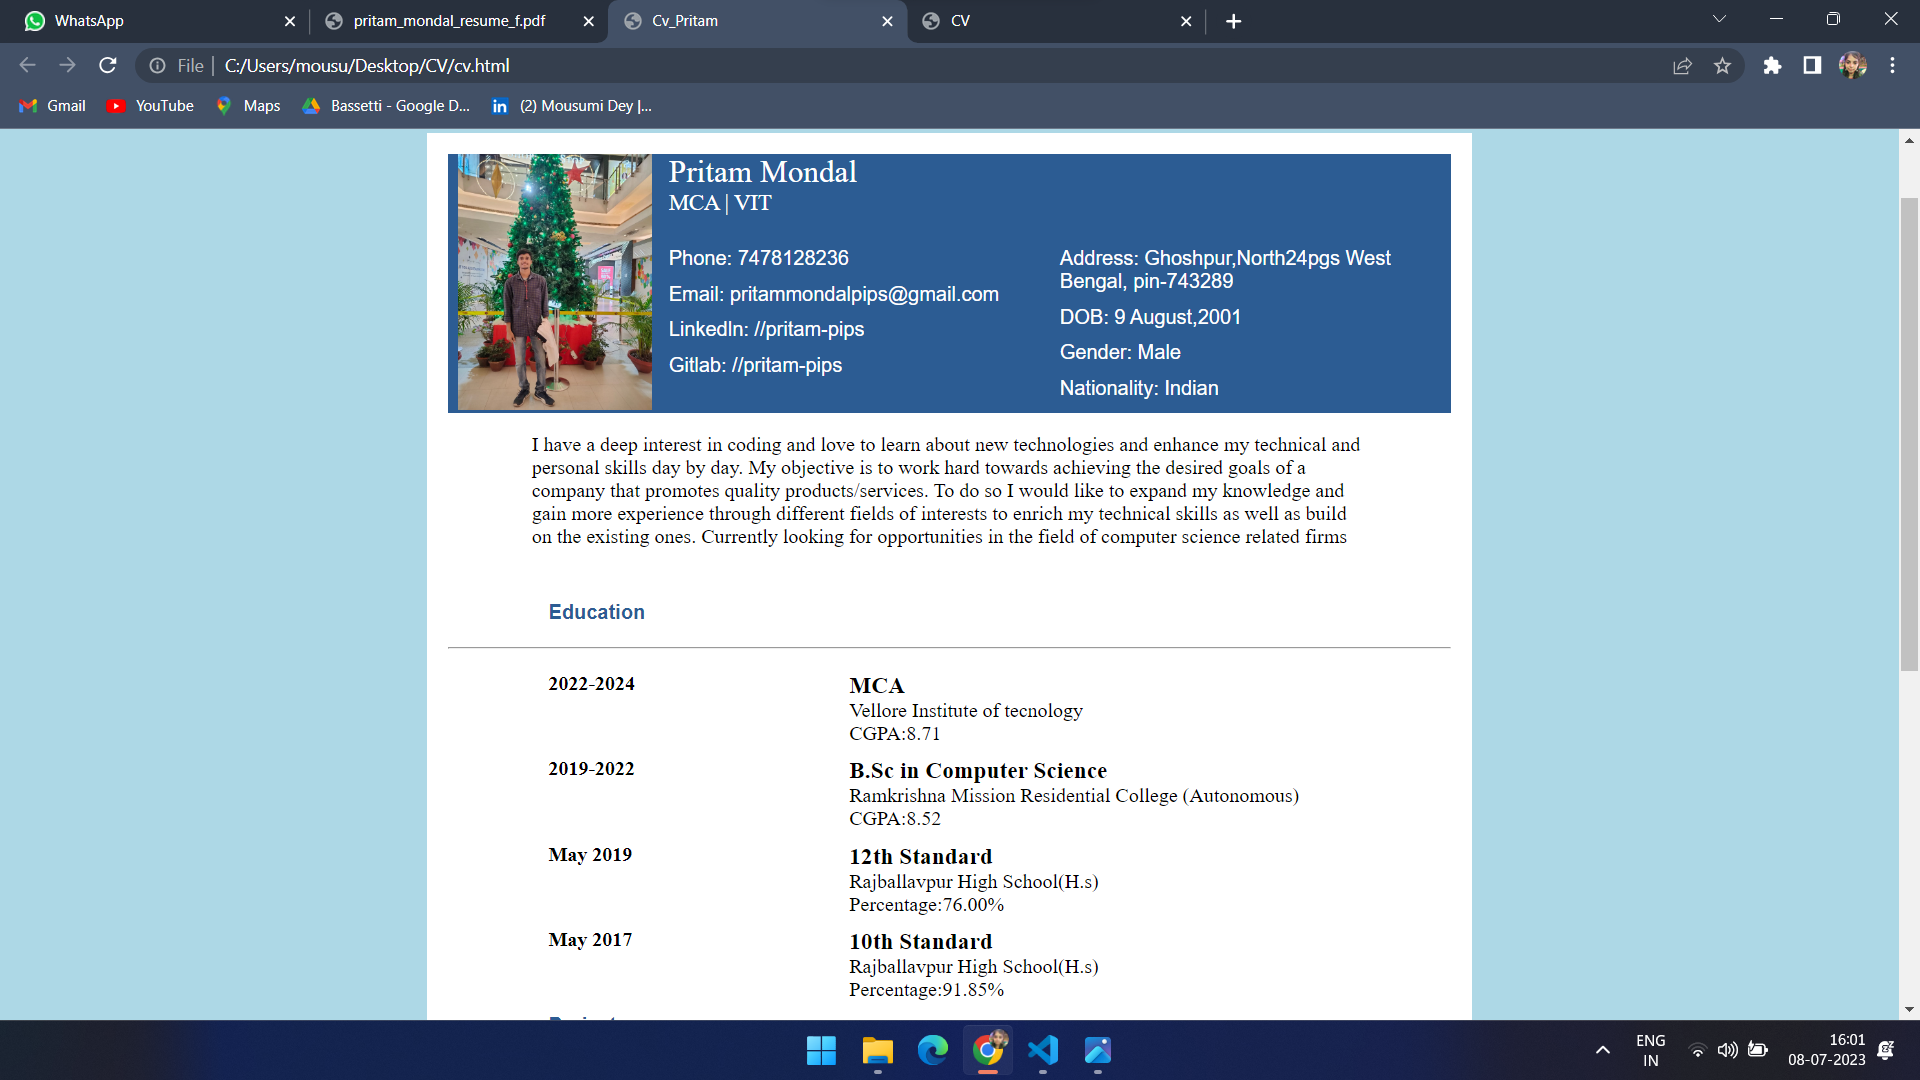 WhatsApp
pritam_mondal_resume_f.pdf
Cv_Pritam
CV
File
C:/Users/mousu/Desktop/CV/cv.html
Gmail
YouTube
Maps
Bassetti - Google D...
(2) Mousumi Dey |...
Pritam Mondal
MCA | VIT
Phone: 7478128236
Email: pritammondalpips@gmail.com
LinkedIn: //pritam-pips
Gitlab: //pritam-pips
Address: Ghoshpur,North24pgs West
Bengal, pin-743289
DOB: 9 August,2001
Gender: Male
Nationality: Indian
I have a deep interest in coding and love to learn about new technologies and enhance my technical and
personal skills day by day. My objective is to work hard towards achieving the desired goals of a
company that promotes quality products/services. To do so I would like to expand my knowledge and
gain more experience through different fields of interests to enrich my technical skills as well as build
on the existing ones. Currently looking for opportunities in the field of computer science related firms
Education
2022-2024
MCA
Vellore Institute of tecnology
CGPA:8.71
2019-2022
B.Sc in Computer Science
Ramkrishna Mission Residential College (Autonomous)
CGPA:8.52
May 2019
12th Standard
Rajballavpur High School(H.s)
Percentage:76.00%
May 2017
10th Standard
Rajballavpur High School(H.s)
Percentage:91.85%
ENG
IN
16:01
08-07-2023